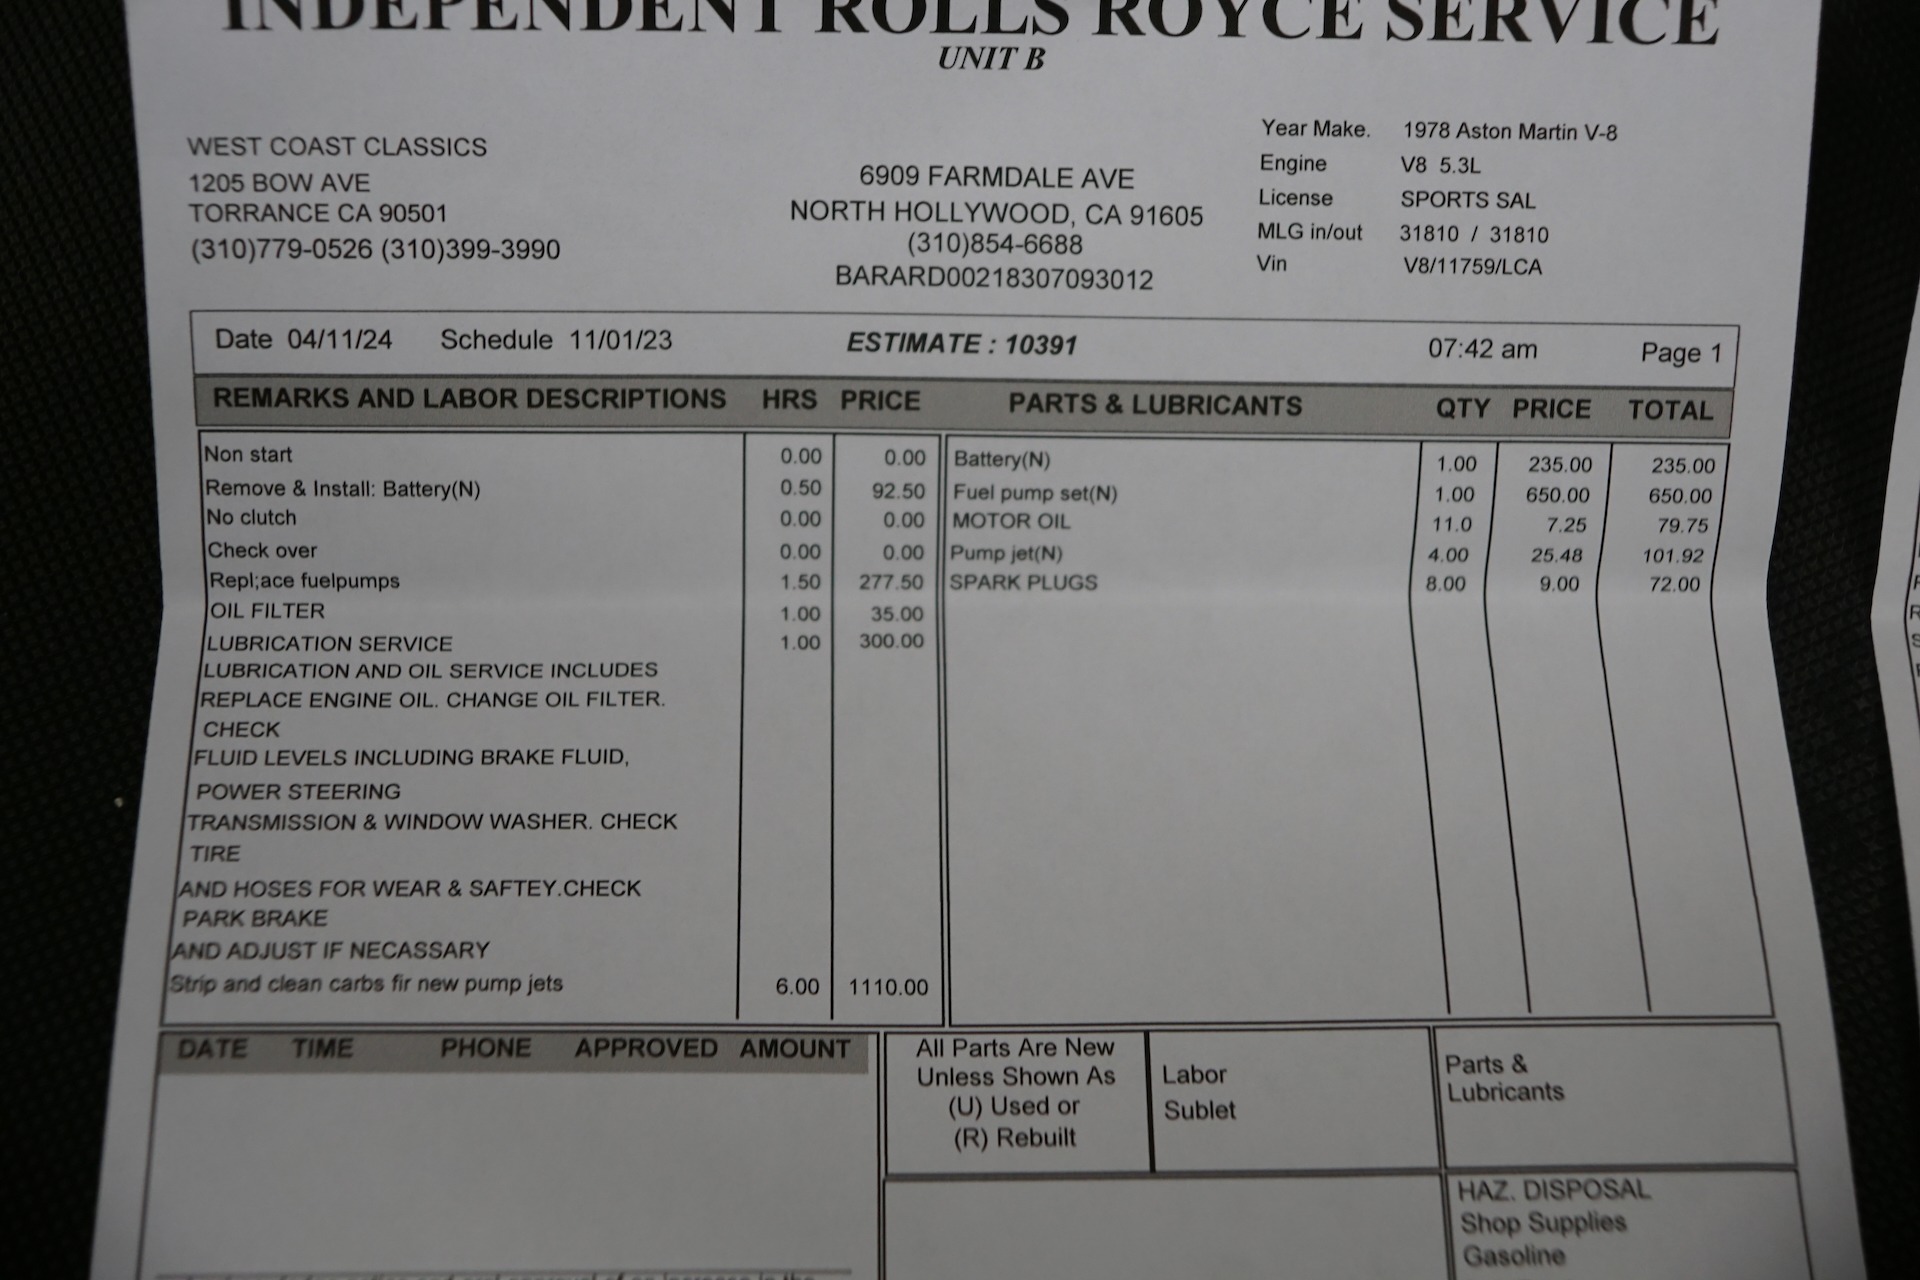 INDEPENDENT ROLLS ROYCE SERVICE
UNIT B
WEST COAST CLASSICS
1205 BOW AVE
TORRANCE CA 90501
(310)779-0526 (310)399-3990
6909 FARMDALE AVE
NORTH HOLLYWOOD, CA 91605
(310)854-6688
BARARD00218307093012
Year Make. 1978 Aston Martin V-8
Engine V8 5.3L
License SPORTS SAL
MLG in/out 31810 / 31810
Vin V8/11759/LCA
Date 04/11/24 Schedule 11/01/23 ESTIMATE : 10391 07:42 am Page 1
REMARKS AND LABOR DESCRIPTIONS HRS PRICE PARTS & LUBRICANTS QTY PRICE TOTAL
Non start 0.00 0.00 Battery(N) 1.00 235.00 235.00
Remove & Install: Battery(N) 0.50 92.50 Fuel pump set(N) 1.00 650.00 650.00
No clutch 0.00 0.00 MOTOR OIL 11.0 7.25 79.75
Check over 0.00 0.00 Pump jet(N) 4.00 25.48 101.92
Repl;ace fuelpumps 1.50 277.50 SPARK PLUGS 8.00 9.00 72.00
OIL FILTER 1.00 35.00
LUBRICATION SERVICE 1.00 300.00
LUBRICATION AND OIL SERVICE INCLUDES
REPLACE ENGINE OIL. CHANGE OIL FILTER.
CHECK
FLUID LEVELS INCLUDING BRAKE FLUID,
POWER STEERING
TRANSMISSION & WINDOW WASHER. CHECK
TIRE
AND HOSES FOR WEAR & SAFTEY.CHECK
PARK BRAKE
AND ADJUST IF NECASSARY
Strip and clean carbs fir new pump jets 6.00 1110.00
DATE TIME PHONE APPROVED AMOUNT
All Parts Are New
Unless Shown As
(U) Used or
(R) Rebuilt
Labor
Sublet
Parts &
Lubricants
HAZ. DISPOSAL
Shop Supplies
Gasoline